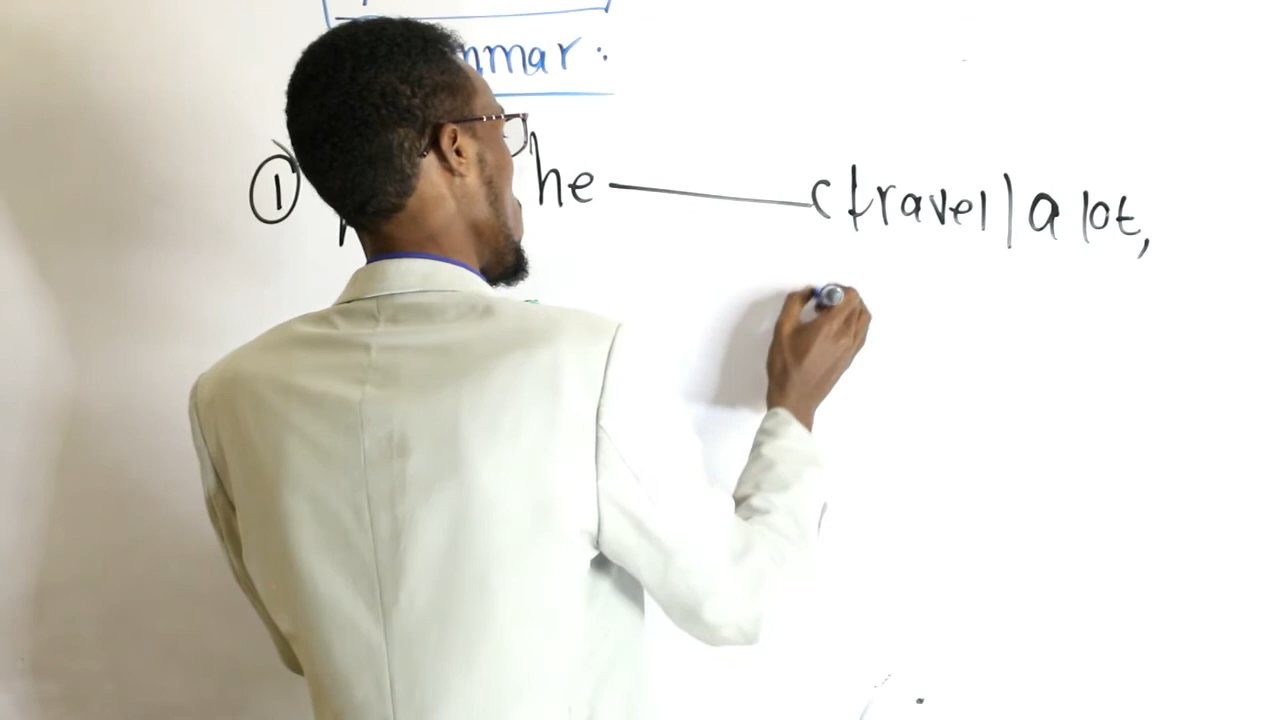 mmar :
① he ——— (travel) a lot,